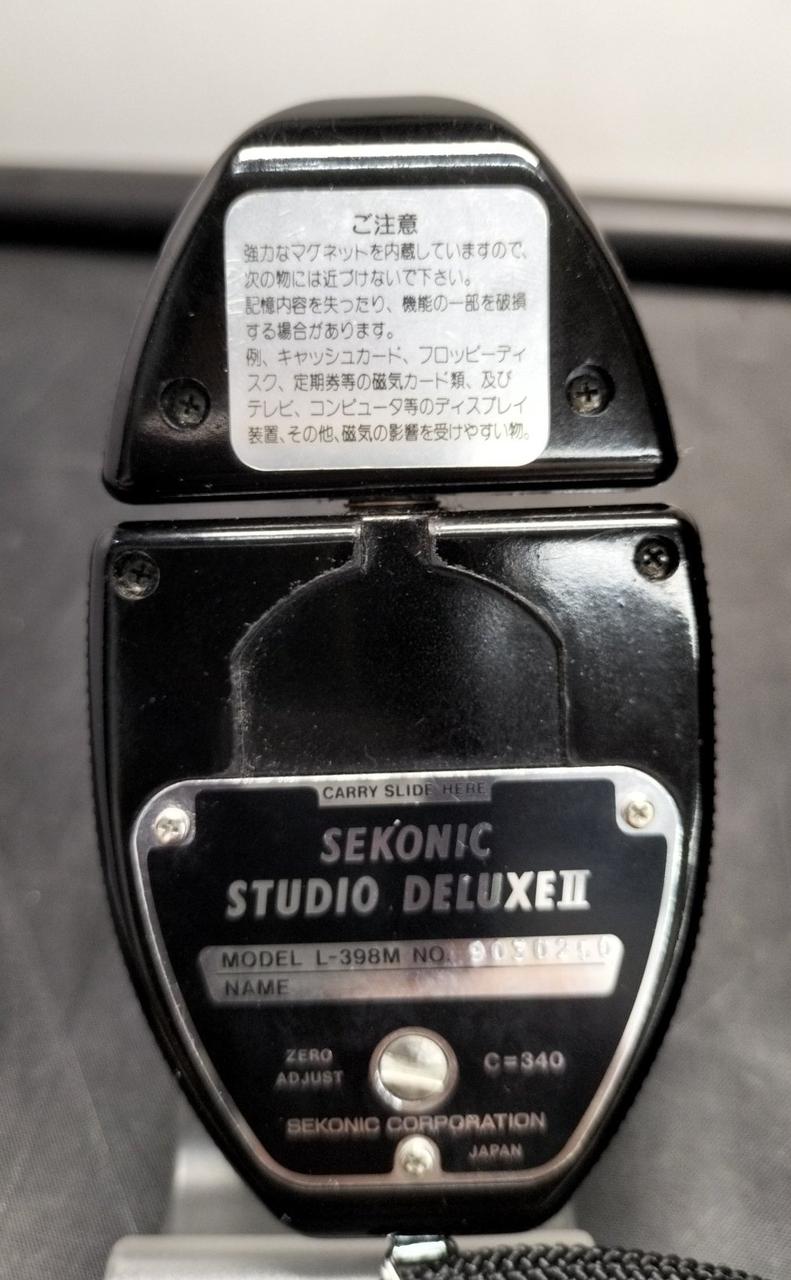 ご注意
強力なマグネットを内蔵していますので、
次の物には近づけないで下さい。
記憶内容を失ったり、機能の一部を破損
する場合があります。
例、キャッシュカード、フロッピーディ
スク、定期券等の磁気カード類、及び
テレビ、コンピュータ等のディスプレイ
装置、その他、磁気の影響を受けやすい物。
CARRY SLIDE HERE
SEKONIC
STUDIO DELUXE II
MODEL L-398M NO.
NAME
ZERO
ADJUST
C=340
SEKONIC CORPORATION
JAPAN